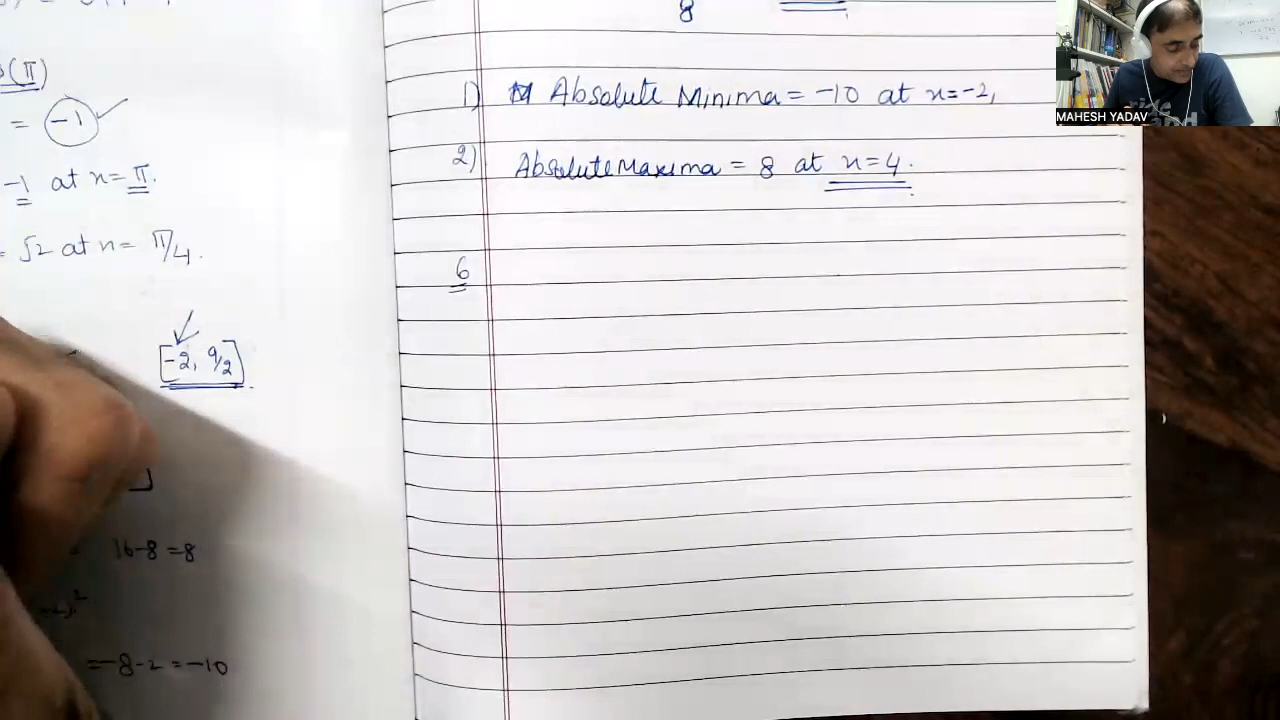 (π)
= -1
-1 at x = π.
= √2 at x = π/4.
[-2, 9/2]
16-8 = 8
= -8-2 = -10
8
1) Absolute Minima = -10 at x = -2,
2) Absolute Maxima = 8 at x = 4.
6
MAHESH YADAV